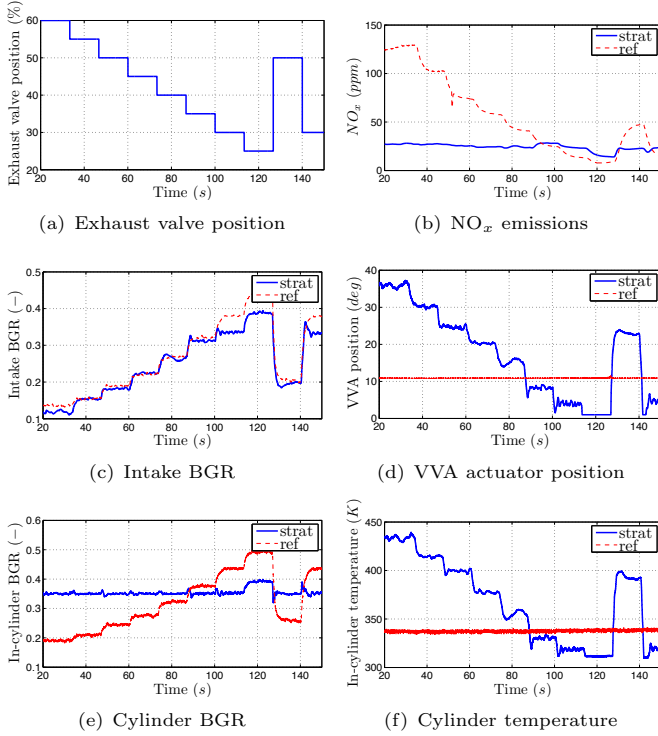 Exhaust valve position (%)
60
50
40
30
20
20 40 60 80 100 120 140
Time (s)
(a) Exhaust valve position
NOx (ppm)
150
100
50
0
20 40 60 80 100 120 140
Time (s)
strat
ref
(b) NOx emissions
Intake BGR (−)
0.5
0.4
0.3
0.2
0.1
20 40 60 80 100 120 140
Time (s)
strat
ref
(c) Intake BGR
VVA position (deg)
40
30
20
10
0
20 40 60 80 100 120 140
Time (s)
strat
ref
(d) VVA actuator position
In-cylinder BGR (−)
0.6
0.5
0.4
0.3
0.2
0.1
20 40 60 80 100 120 140
Time (s)
strat
ref
(e) Cylinder BGR
In-cylinder temperature (K)
450
400
350
300
20 40 60 80 100 120 140
Time (s)
strat
ref
(f) Cylinder temperature